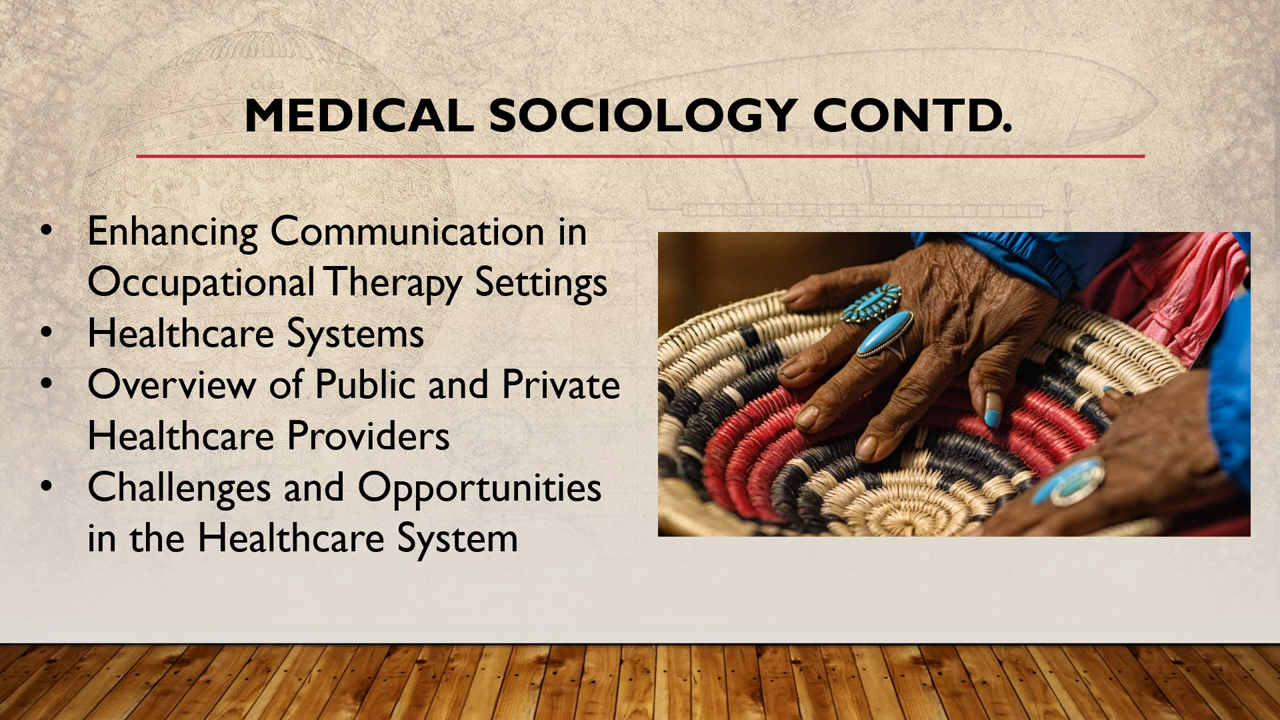 MEDICAL SOCIOLOGY CONTD.
• Enhancing Communication in
Occupational Therapy Settings
• Healthcare Systems
• Overview of Public and Private
Healthcare Providers
• Challenges and Opportunities
in the Healthcare System